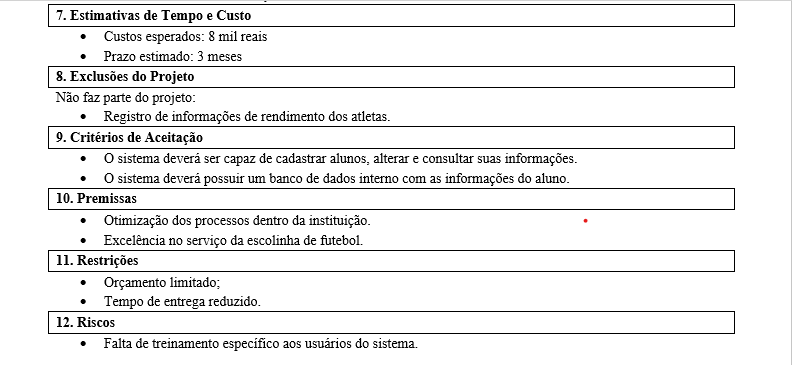 7. Estimativas de Tempo e Custo
• Custos esperados: 8 mil reais
• Prazo estimado: 3 meses
8. Exclusões do Projeto
Não faz parte do projeto:
• Registro de informações de rendimento dos atletas.
9. Critérios de Aceitação
• O sistema deverá ser capaz de cadastrar alunos, alterar e consultar suas informações.
• O sistema deverá possuir um banco de dados interno com as informações do aluno.
10. Premissas
• Otimização dos processos dentro da instituição.
• Excelência no serviço da escolinha de futebol.
11. Restrições
• Orçamento limitado;
• Tempo de entrega reduzido.
12. Riscos
• Falta de treinamento específico aos usuários do sistema.